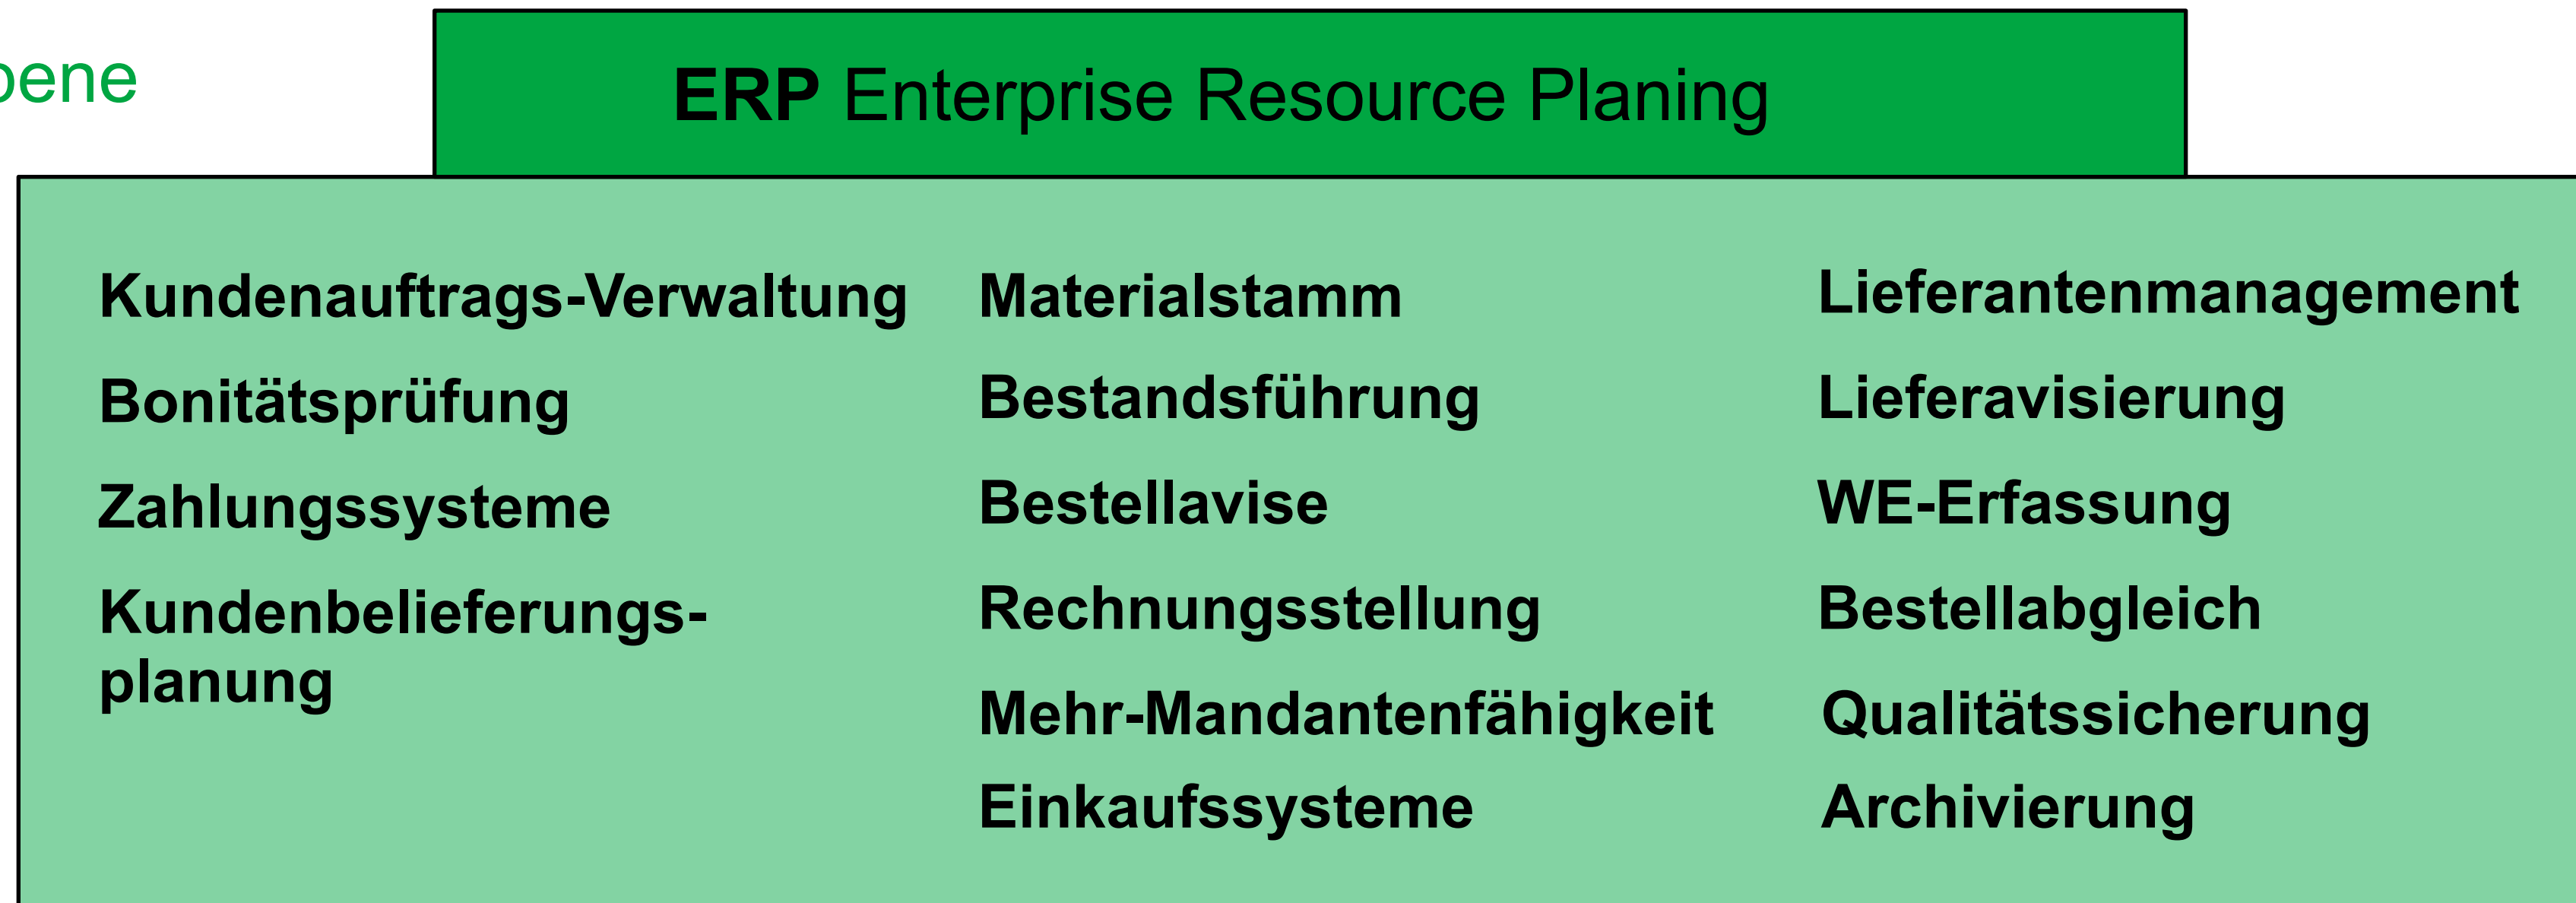 ERP Enterprise Resource Planing
Kundenauftrags-Verwaltung
Bonitätsprüfung
Zahlungssysteme
Kundenbelieferungs-
planung
Materialstamm
Bestandsführung
Bestellavise
Rechnungsstellung
Mehr-Mandantenfähigkeit
Einkaufssysteme
Lieferantenmanagement
Lieferavisierung
WE-Erfassung
Bestellabgleich
Qualitätssicherung
Archivierung